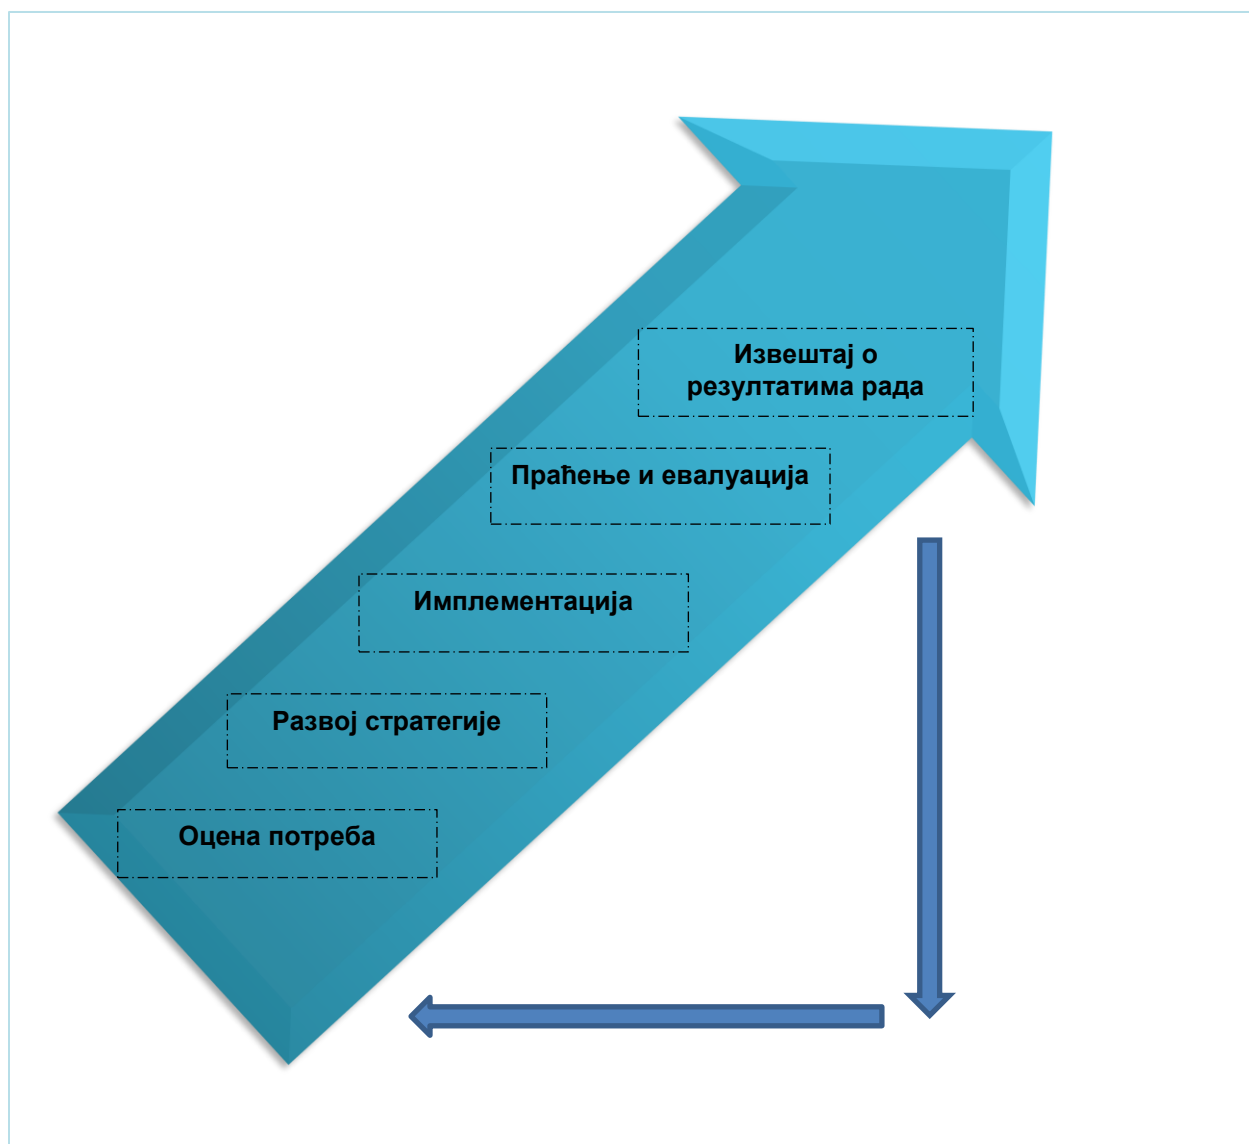 Извештај о
резултатима рада
Праћење и евалуација
Имплементација
Развој стратегије
Оцена потреба